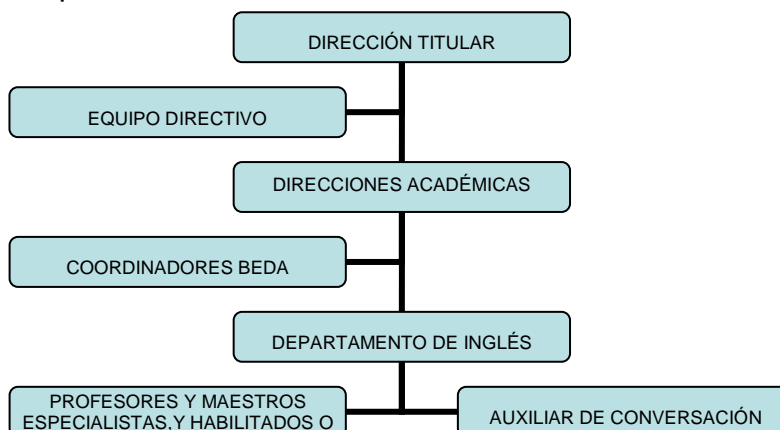 DIRECCIÓN TITULAR
EQUIPO DIRECTIVO
DIRECCIONES ACADÉMICAS
COORDINADORES BEDA
DEPARTAMENTO DE INGLÉS
PROFESORES Y MAESTROS
ESPECIALISTAS,Y HABILITADOS O
AUXILIAR DE CONVERSACIÓN